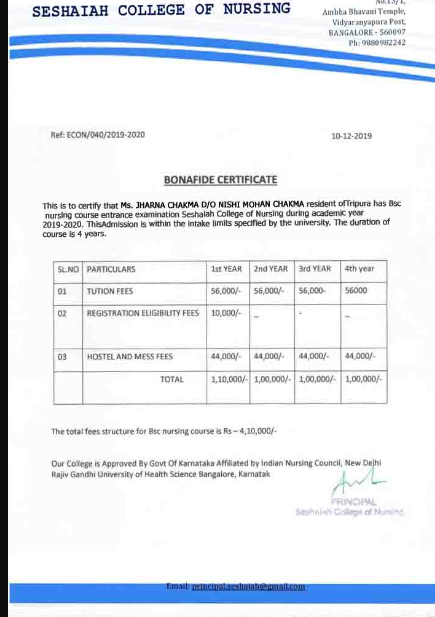 SESHAIAH COLLEGE OF NURSING
Ambha Bhavani Temple,
Vidyaranyapura Post,
BANGALORE - 560097
Ph: 9880982242
Ref: ECON/040/2019-2020
10-12-2019
BONAFIDE CERTIFICATE
This is to certify that Ms. JHARNA CHAKMA D/O NISHI MOHAN CHAKMA resident ofTripura has Bsc
nursing course entrance examination Seshaiah College of Nursing during academic year
2019-2020. ThisAdmission is within the intake limits specified by the university. The duration of
course is 4 years.
SL.NO PARTICULARS 1st YEAR 2nd YEAR 3rd YEAR 4th year
01 TUTION FEES 56,000/- 56,000/- 56,000- 56000
02 REGISTRATION ELIGIBILITY FEES 10,000/- _ - _
03 HOSTEL AND MESS FEES 44,000/- 44,000/- 44,000/- 44,000/-
TOTAL 1,10,000/- 1,00,000/- 1,00,000/- 1,00,000/-
The total fees structure for Bsc nursing course is Rs – 4,10,000/-
Our College is Approved By Govt Of Karnataka Affiliated by Indian Nursing Council, New Delhi
Rajiv Gandhi University of Health Science Bangalore, Karnatak
PRINCIPAL
Seshaiah College of Nursing
Email: principal.seshaiah@gmail.com